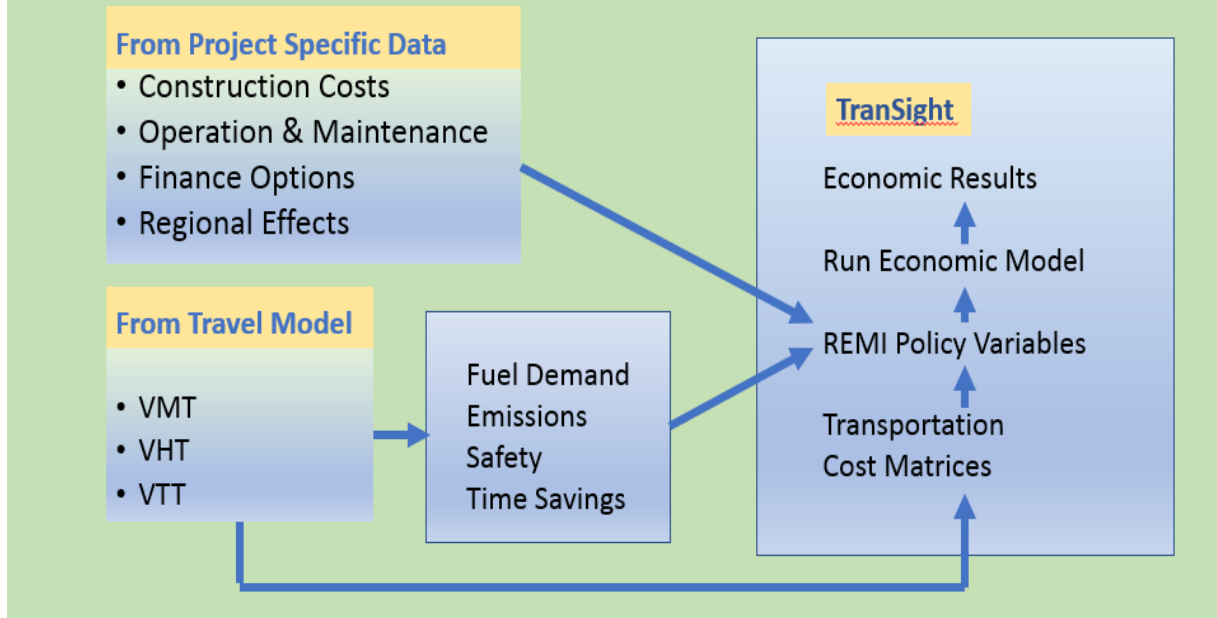 From Project Specific Data
• Construction Costs
• Operation & Maintenance
• Finance Options
• Regional Effects
From Travel Model
• VMT
• VHT
• VTT
Fuel Demand
Emissions
Safety
Time Savings
TranSight
Economic Results
Run Economic Model
REMI Policy Variables
Transportation
Cost Matrices